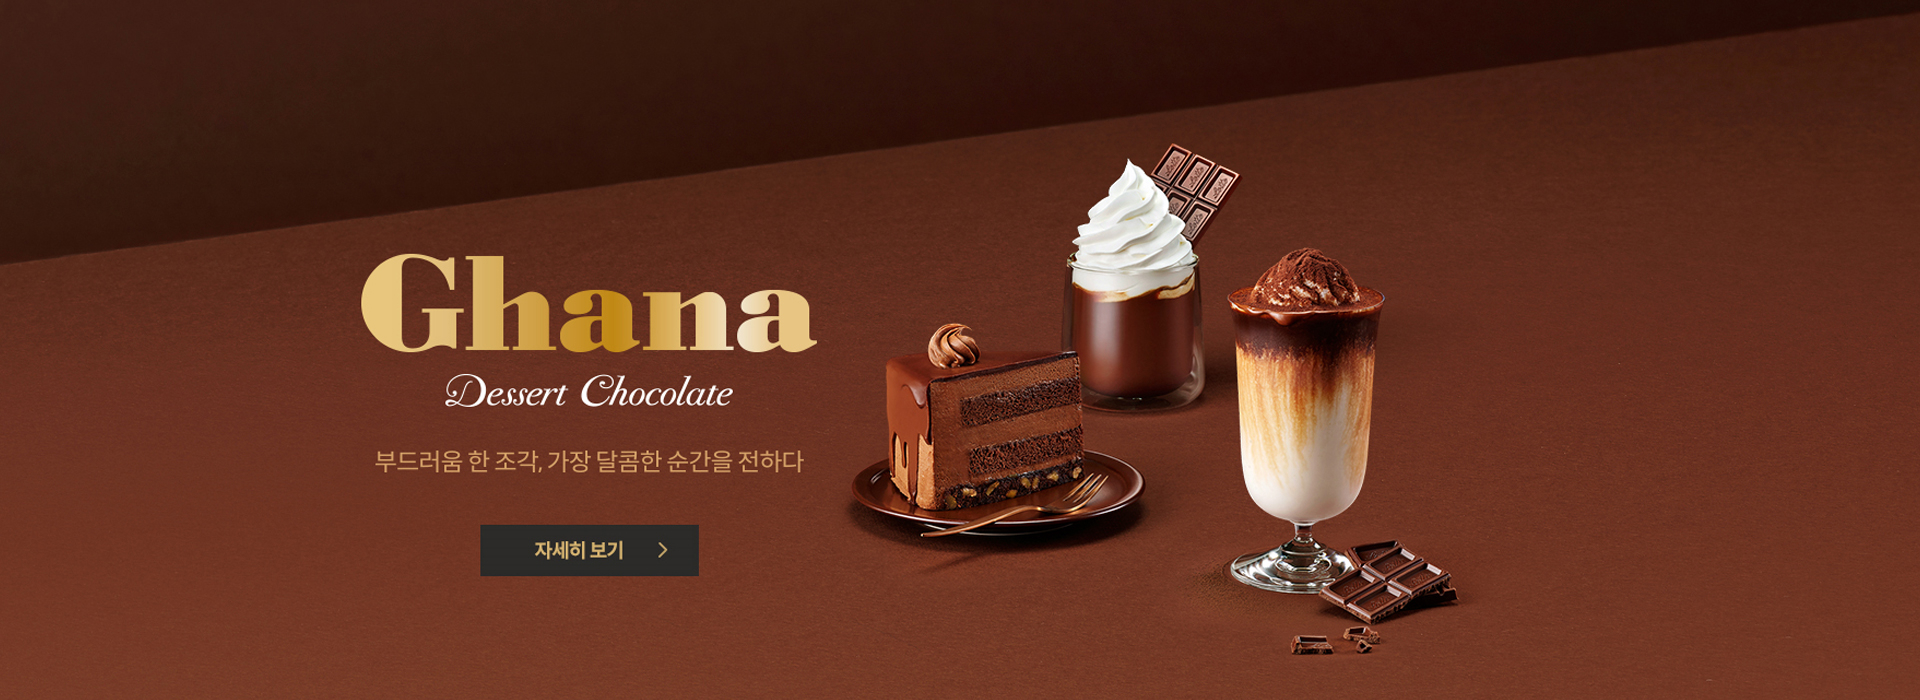 Ghana
Dessert Chocolate
부드러움 한 조각, 가장 달콤한 순간을 전하다
자세히 보기